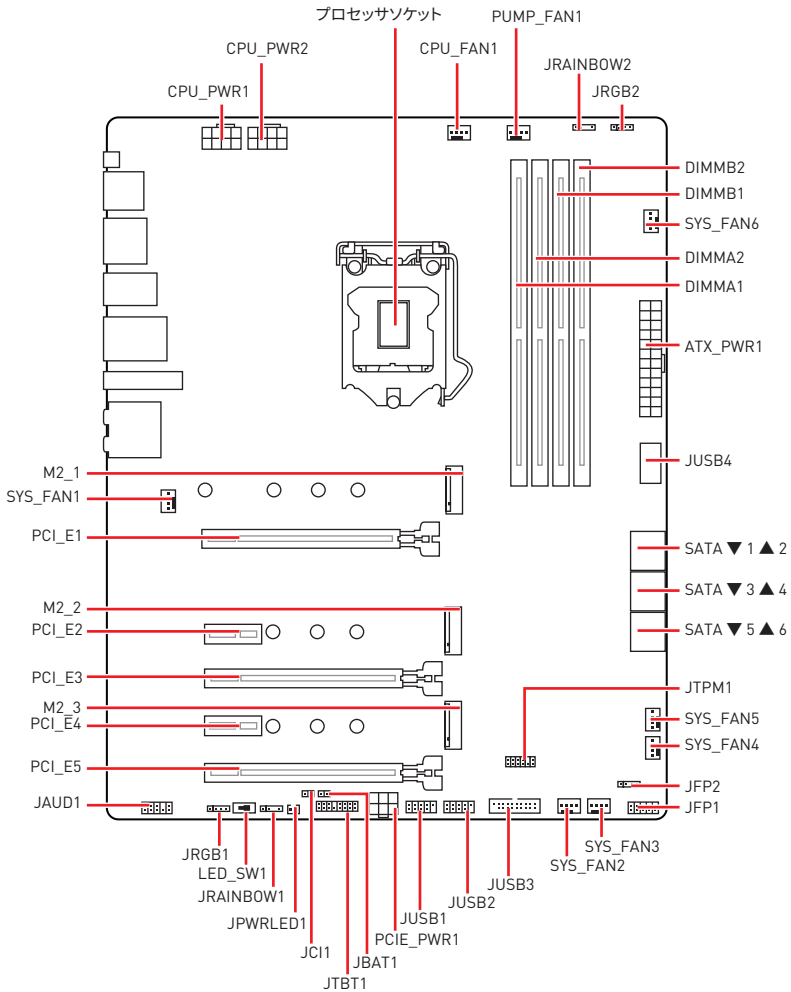 プロセッサソケット
PUMP_FAN1
CPU_PWR2
CPU_FAN1
JRAINBOW2
CPU_PWR1
JRGB2
DIMMB2
DIMMB1
SYS_FAN6
DIMMA2
DIMMA1
ATX_PWR1
M2_1
JUSB4
SYS_FAN1
PCI_E1
SATA ▼ 1 ▲ 2
SATA ▼ 3 ▲ 4
M2_2
PCI_E2
SATA ▼ 5 ▲ 6
PCI_E3
JTPM1
M2_3
PCI_E4
SYS_FAN5
SYS_FAN4
PCI_E5
JFP2
JAUD1
JFP1
JRGB1
SYS_FAN3
LED_SW1
SYS_FAN2
JRAINBOW1
JUSB3
JUSB2
JPWRLED1
JUSB1
PCIE_PWR1
JCI1
JBAT1
JTBT1